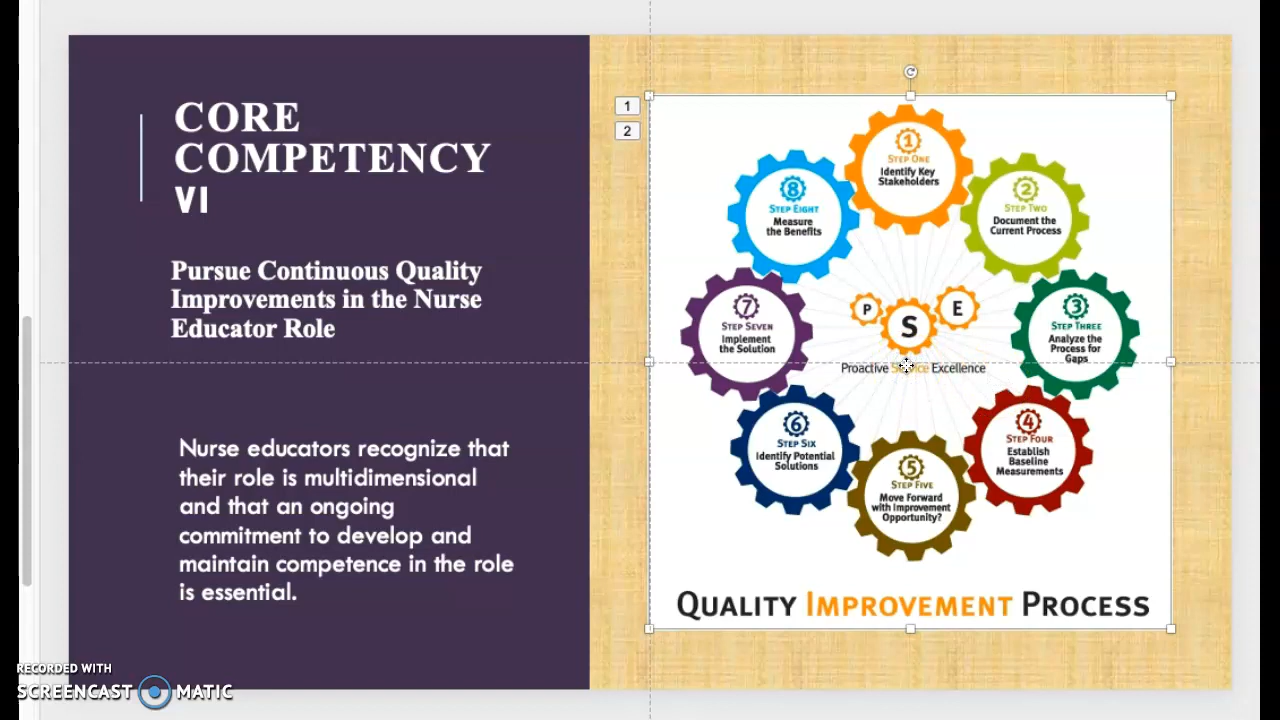 CORE
COMPETENCY
VI
Pursue Continuous Quality
Improvements in the Nurse
Educator Role
Nurse educators recognize that
their role is multidimensional
and that an ongoing
commitment to develop and
maintain competence in the role
is essential.
1
2
1
STEP ONE
Identify Key
Stakeholders
2
STEP TWO
Document the
Current Process
3
STEP THREE
Analyze the
Process for
Gaps
4
STEP FOUR
Establish
Baseline
Measurements
5
STEP FIVE
Move Forward
with Improvement
Opportunity?
6
STEP SIX
Identify Potential
Solutions
7
STEP SEVEN
Implement
the Solution
8
STEP EIGHT
Measure
the Benefits
P S E
Proactive Service Excellence
QUALITY IMPROVEMENT PROCESS
RECORDED WITH
SCREENCAST MATIC